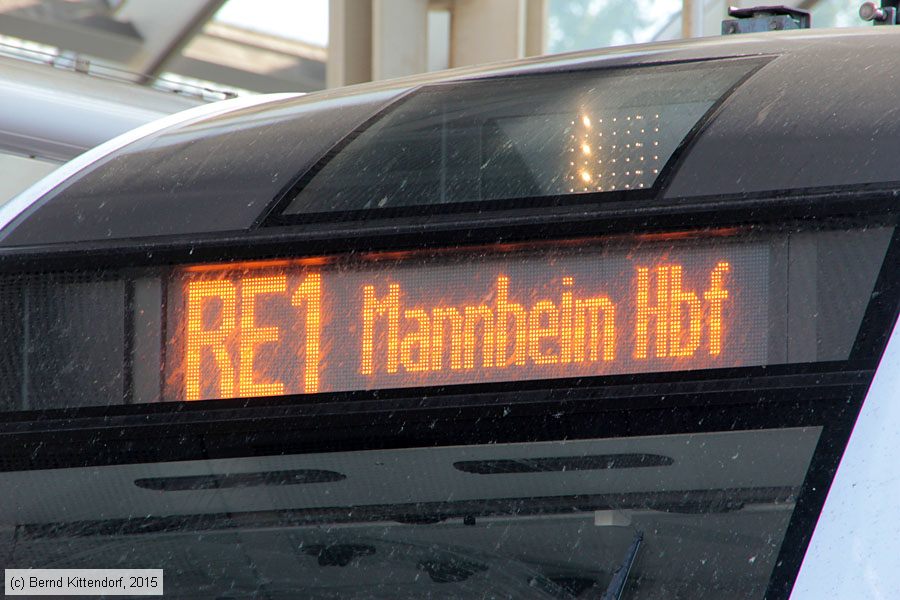 RE1 Mannheim Hbf
(c) Bernd Kittendorf, 2015